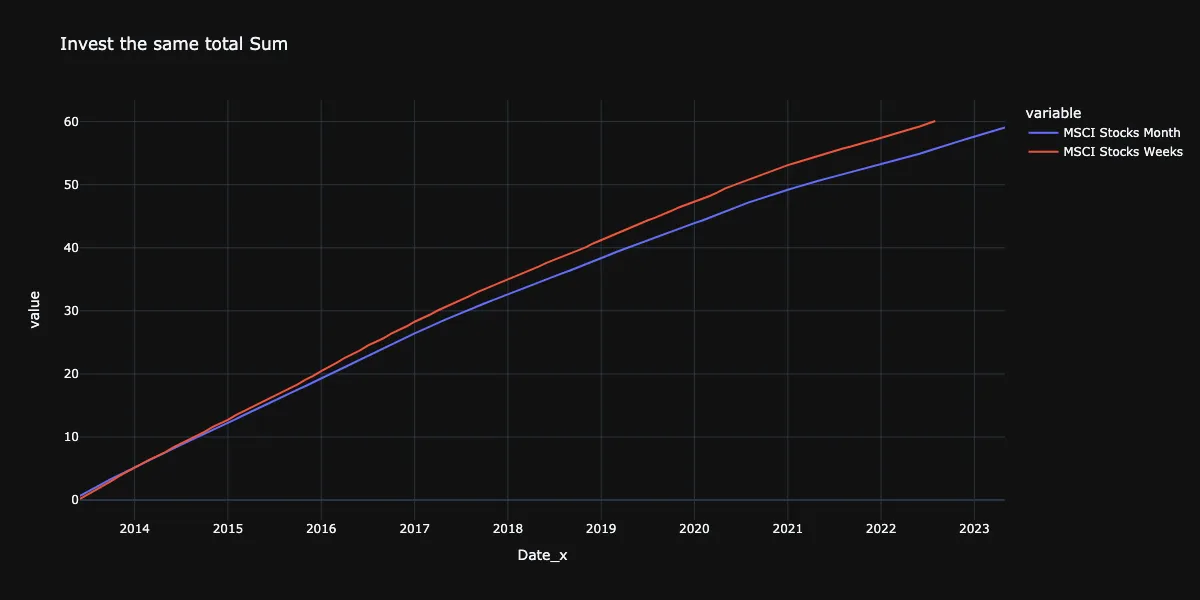 Invest the same total Sum
variable
MSCI Stocks Month
MSCI Stocks Weeks
value
60
50
40
30
20
10
0
2014 2015 2016 2017 2018 2019 2020 2021 2022 2023
Date_x